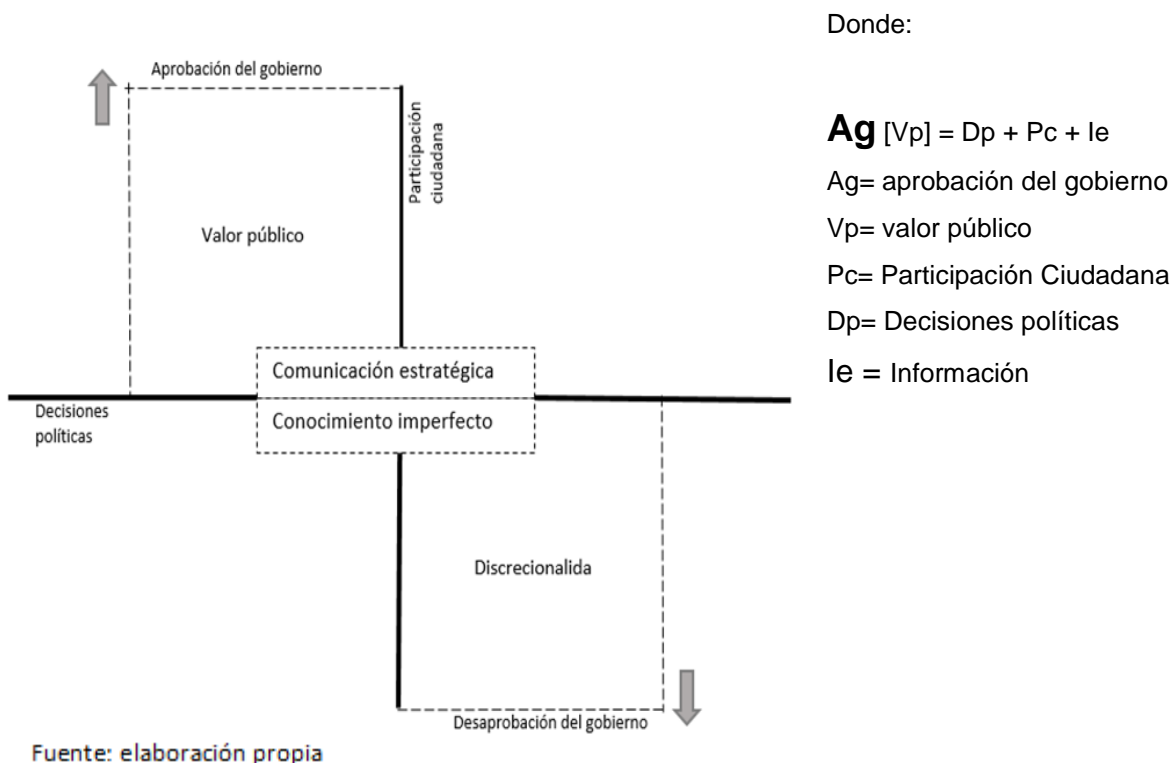 Donde:
Aprobación del gobierno
Participación
ciudadana
Valor público
Comunicación estratégica
Conocimiento imperfecto
Decisiones
políticas
Discrecionalida
Desaprobación del gobierno
Fuente: elaboración propia
Ag [Vp] = Dp + Pc + Ie
Ag= aprobación del gobierno
Vp= valor público
Pc= Participación Ciudadana
Dp= Decisiones políticas
Ie = Información